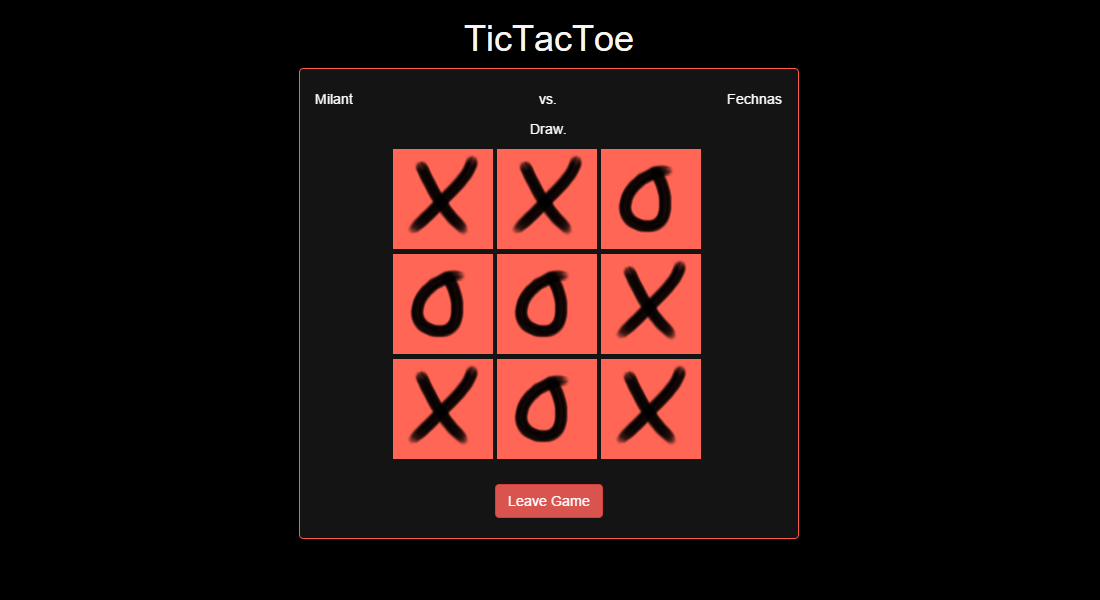 TicTacToe
Milant vs. Fechnas
Draw.
X X O
O O X
X O X
Leave Game